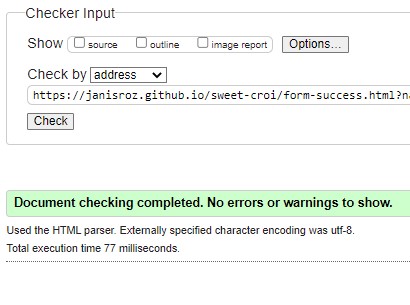 Checker Input
Show source outline image report Options...
Check by address
https://janisroz.github.io/sweet-croi/form-success.html?n
Check
Document checking completed. No errors or warnings to show.
Used the HTML parser. Externally specified character encoding was utf-8.
Total execution time 77 milliseconds.